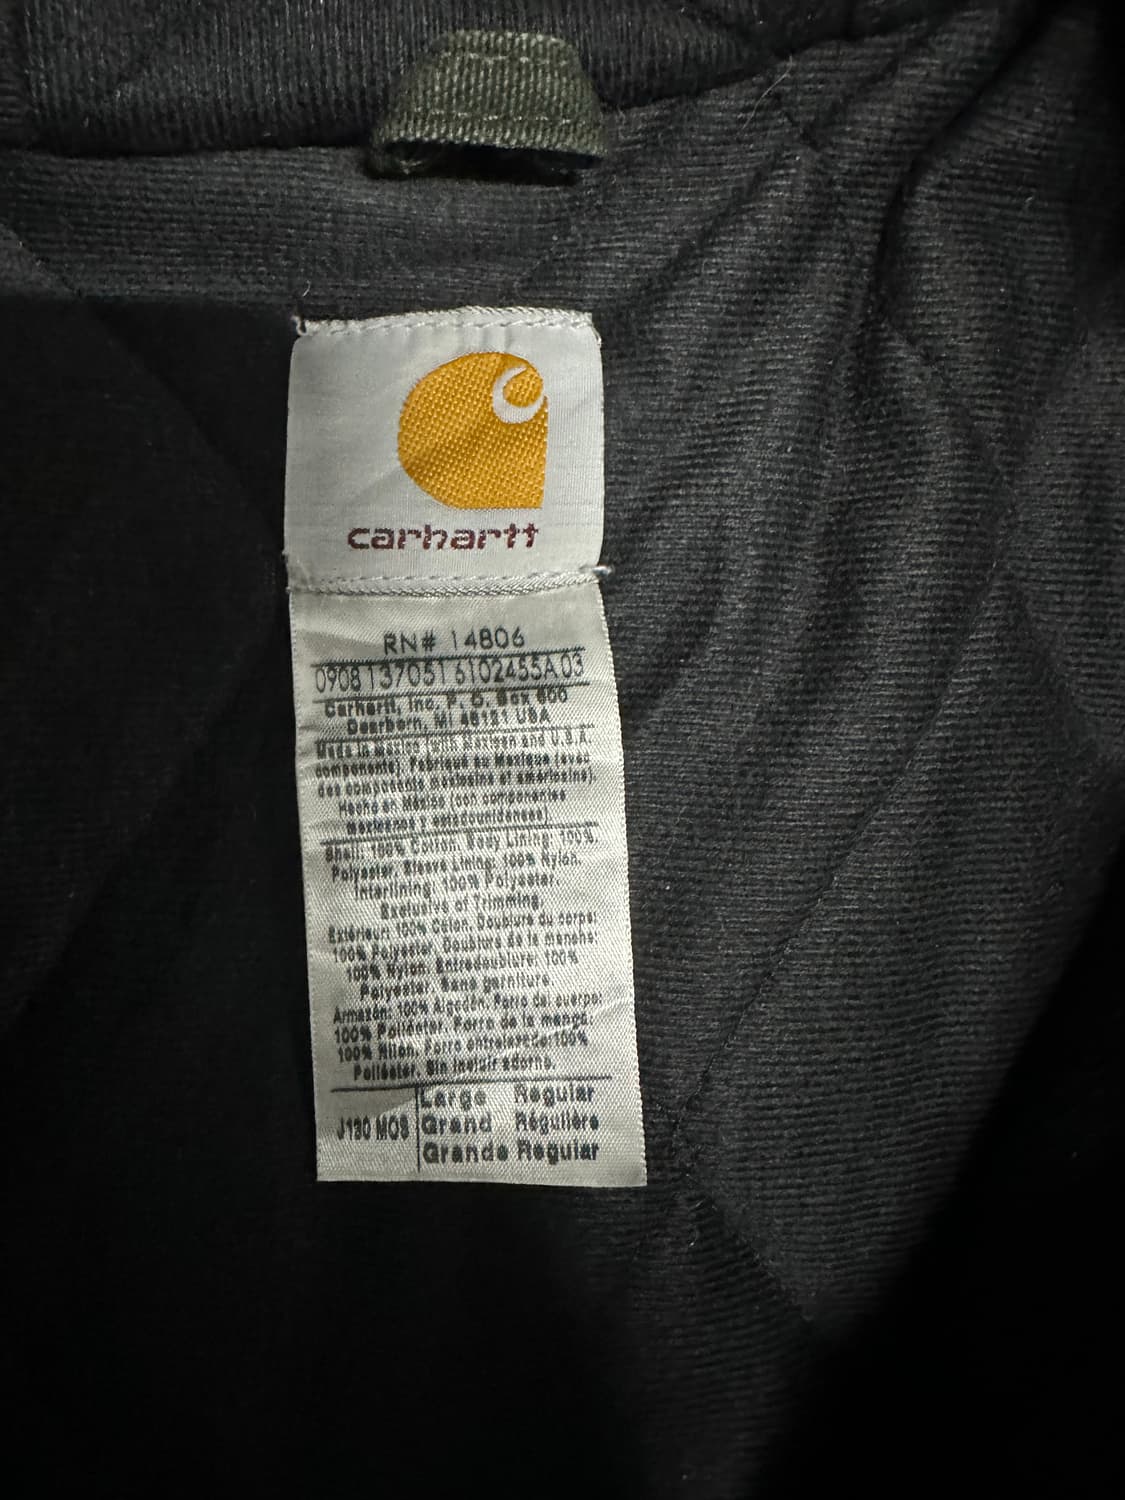 carhartt
RN# 14806
0908137051 6102455A 03
Carhartt, Inc. P. O. Box 600
Dearborn, MI 48121 USA
Made in Mexico (with Mexican and U.S.A.
components). Fabriqué au Mexique (avec
des composants mexicains et américains).
Hecho en México (con componentes
mexicanos y estadounidenses)
Shell: 100% Cotton. Body Lining: 100%
Polyester. Sleeve Lining: 100% Nylon.
Interlining: 100% Polyester.
Exclusive of Trimming.
Extérieur: 100% Coton. Doublure du corps:
100% Polyester. Doublure de la manche:
100% Nylon. Entredoublure: 100%
Polyester. Sans garniture.
Armazón: 100% Algodón. Forro del cuerpo:
100% Poliéster. Forro de la manga:
100% Nilon. Forro entrelazado: 100%
Poliéster. Sin incluir adorno.
Large Regular
J130 MOS Grand Régulière
Grande Regular